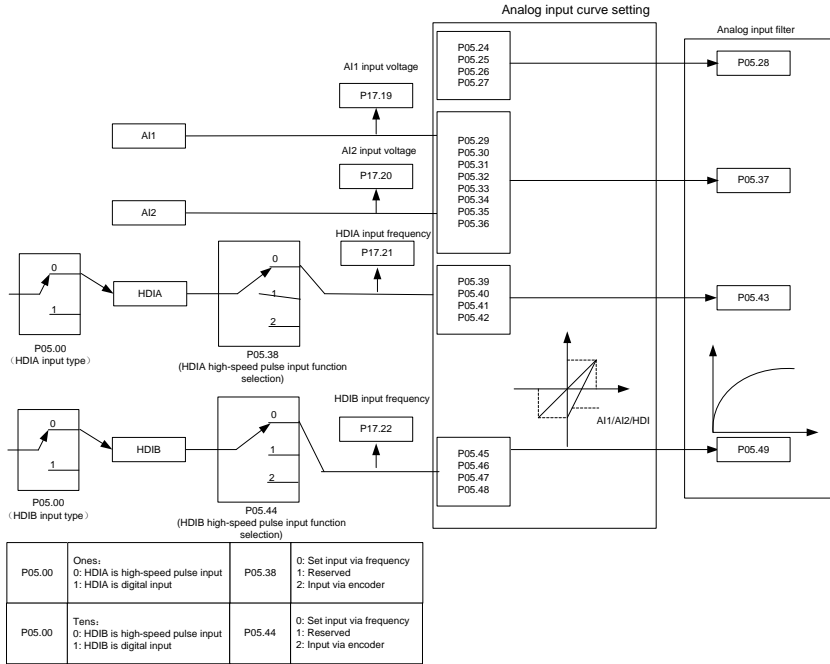 Analog input curve setting
Analog input filter
P05.24
P05.25
P05.26
P05.27
P05.28
AI1 input voltage
P17.19
AI1
P05.29
P05.30
P05.31
P05.32
P05.33
P05.34
P05.35
P05.36
P05.37
AI2 input voltage
P17.20
AI2
HDIA input frequency
P17.21
0
1
HDIA
0
1
2
P05.39
P05.40
P05.41
P05.42
P05.43
P05.00
（HDIA input type）
P05.38
(HDIA high-speed pulse input function
selection)
AI1/AI2/HDI
HDIB input frequency
P17.22
0
1
HDIB
0
1
2
P05.45
P05.46
P05.47
P05.48
P05.49
P05.00
（HDIB input type）
P05.44
(HDIB high-speed pulse input function
selection)
P05.00
Ones:
0: HDIA is high-speed pulse input
1: HDIA is digital input
P05.38
0: Set input via frequency
1: Reserved
2: Input via encoder
P05.00
Tens:
0: HDIB is high-speed pulse input
1: HDIB is digital input
P05.44
0: Set input via frequency
1: Reserved
2: Input via encoder